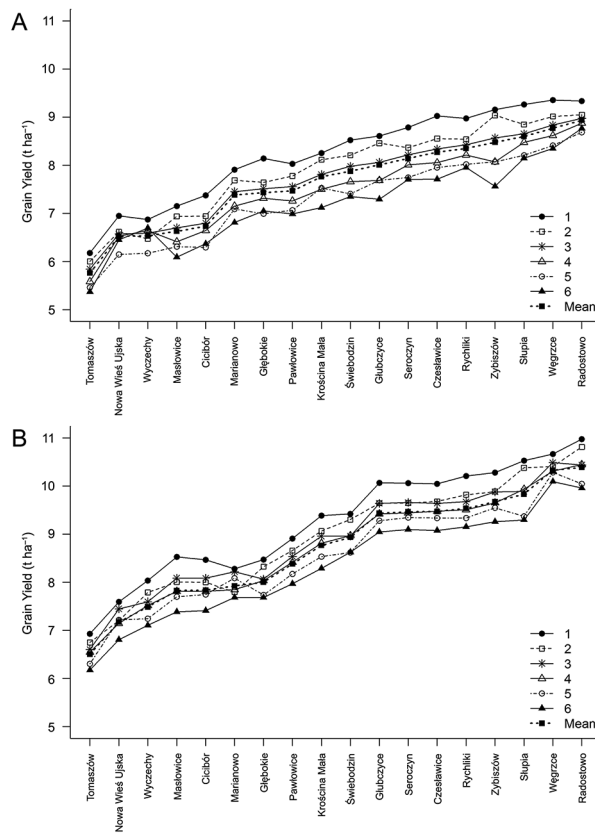 A
Grain Yield (t ha⁻¹)
11
10
9
8
7
6
5
1
2
3
4
5
6
Mean
Tomaszów
Nowa Wieś Ujska
Wyczechy
Masłowice
Cicibór
Marianowo
Głębokie
Pawłowice
Krościna Mała
Świebodzin
Głubczyce
Seroczyn
Czesławice
Rychliki
Zybiszów
Słupia
Węgrzce
Radostowo
B
Grain Yield (t ha⁻¹)
11
10
9
8
7
6
5
1
2
3
4
5
6
Mean
Tomaszów
Nowa Wieś Ujska
Wyczechy
Masłowice
Cicibór
Marianowo
Głębokie
Pawłowice
Krościna Mała
Świebodzin
Głubczyce
Seroczyn
Czesławice
Rychliki
Zybiszów
Słupia
Węgrzce
Radostowo